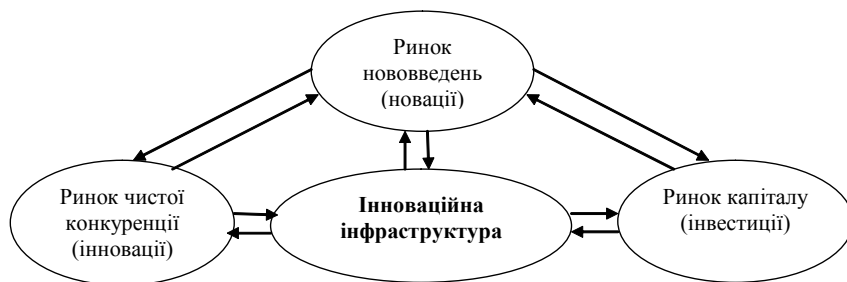 Ринок
нововведень
(новації)
Ринок чистої
конкуренції
(інновації)
Інноваційна
інфраструктура
Ринок капіталу
(інвестиції)